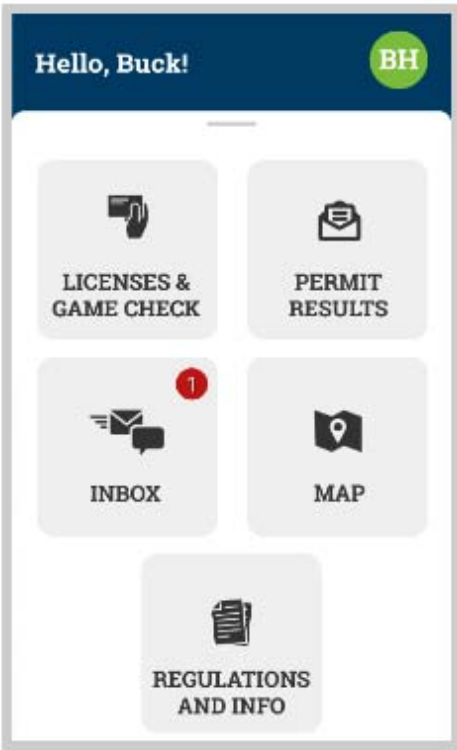 Hello, Buck!
BH
LICENSES &
GAME CHECK
PERMIT
RESULTS
1
INBOX
MAP
REGULATIONS
AND INFO